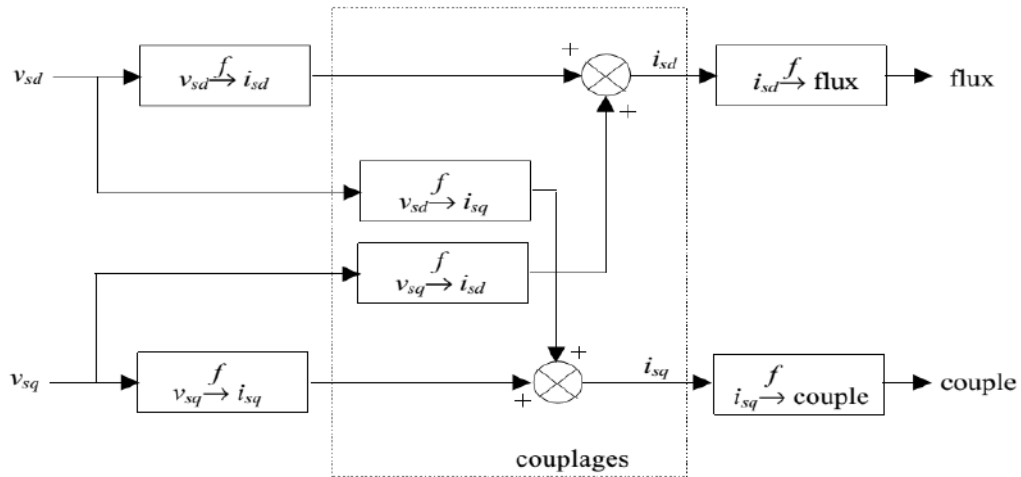 +
v_sd
f
v_sd → i_sd
i_sd
f
i_sd → flux
flux
+
f
v_sd → i_sq
f
v_sq → i_sd
+
v_sq
f
v_sq → i_sq
+
i_sq
f
i_sq → couple
couple
couplages